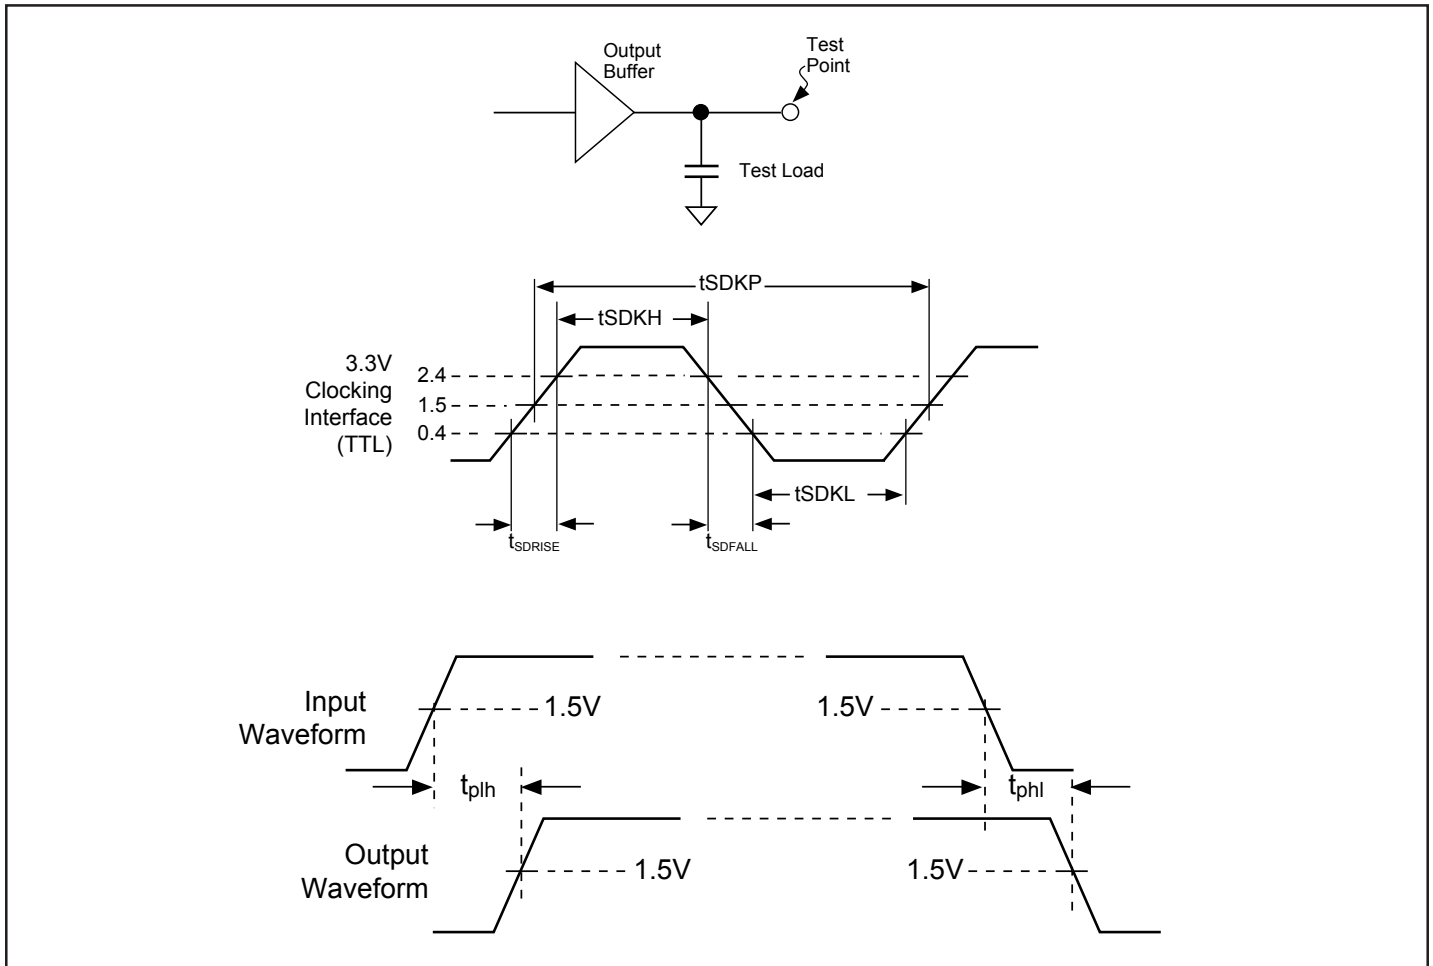 Output
Buffer
Test
Point
Test Load
tSDKP
tSDKH
3.3V
Clocking
Interface
(TTL)
2.4
1.5
0.4
tSDKL
tSDRISE
tSDFALL
Input
Waveform
1.5V
1.5V
tplh
tphl
Output
Waveform
1.5V
1.5V